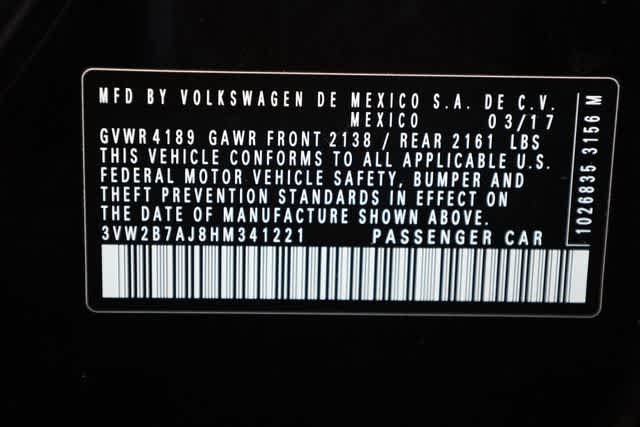 MFD BY VOLKSWAGEN DE MEXICO S.A. DE C.V.
MEXICO 03/17
GVWR 4189 GAWR FRONT 2138 / REAR 2161 LBS
THIS VEHICLE CONFORMS TO ALL APPLICABLE U.S.
FEDERAL MOTOR VEHICLE SAFETY, BUMPER AND
THEFT PREVENTION STANDARDS IN EFFECT ON
THE DATE OF MANUFACTURE SHOWN ABOVE.
3VW2B7AJ8HM341221 PASSENGER CAR
1026835 3156 M